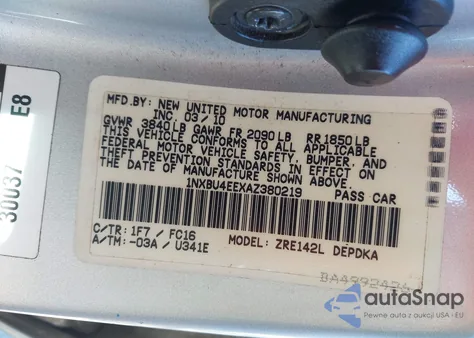 MFD.BY: NEW UNITED MOTOR MANUFACTURING
INC. 03/10
GVWR 3840LB GAWR FR 2090LB RR 1850LB
THIS VEHICLE CONFORMS TO ALL APPLICABLE
FEDERAL MOTOR VEHICLE SAFETY, BUMPER, AND
THEFT PREVENTION STANDARDS IN EFFECT ON
THE DATE OF MANUFACTURE SHOWN ABOVE.
1NXBU4EEXAZ380219 PASS CAR
C/TR: 1F7 / FC16
A/TM: -03A / U341E
MODEL: ZRE142L DEPDKA
30037
E8
autoSnap
Pewne auta z aukcji USA i EU